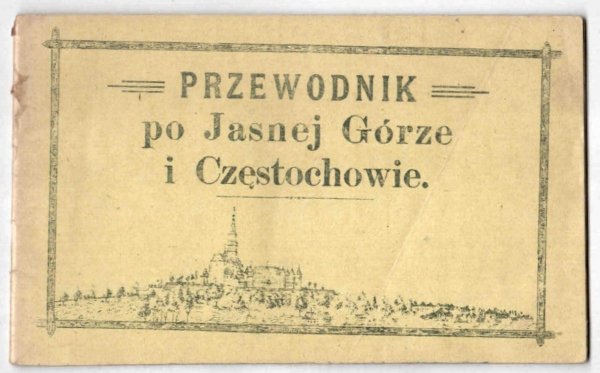 PRZEWODNIK
po Jasnej Górze
i Częstochowie.